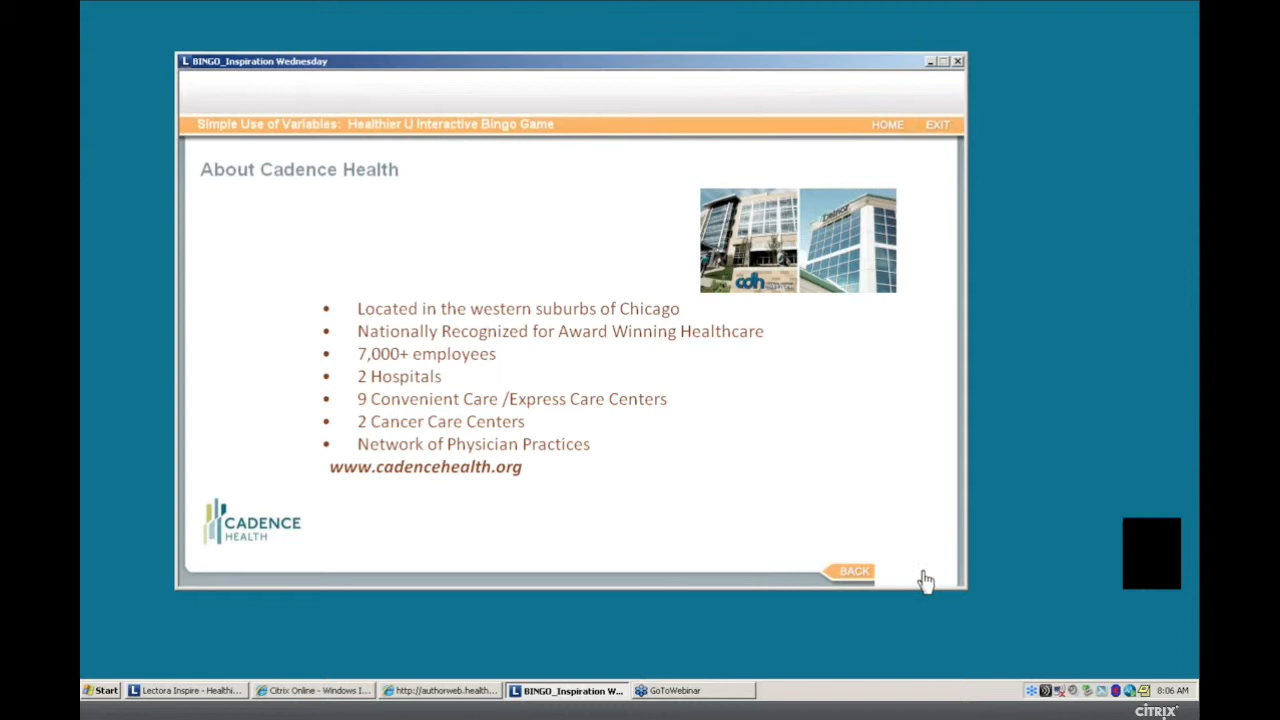 BINGO_Inspiration Wednesday
Simple Use of Variables: Healthier U Interactive Bingo Game
HOME EXIT
About Cadence Health
cdh
• Located in the western suburbs of Chicago
• Nationally Recognized for Award Winning Healthcare
• 7,000+ employees
• 2 Hospitals
• 9 Convenient Care /Express Care Centers
• 2 Cancer Care Centers
• Network of Physician Practices
www.cadencehealth.org
CADENCE
HEALTH
BACK
Start Lectora Inspire - Healthi... Citrix Online - Windows I... http://authorweb.health... BINGO_Inspiration W... GoToWebinar 8:06 AM
CITRIX